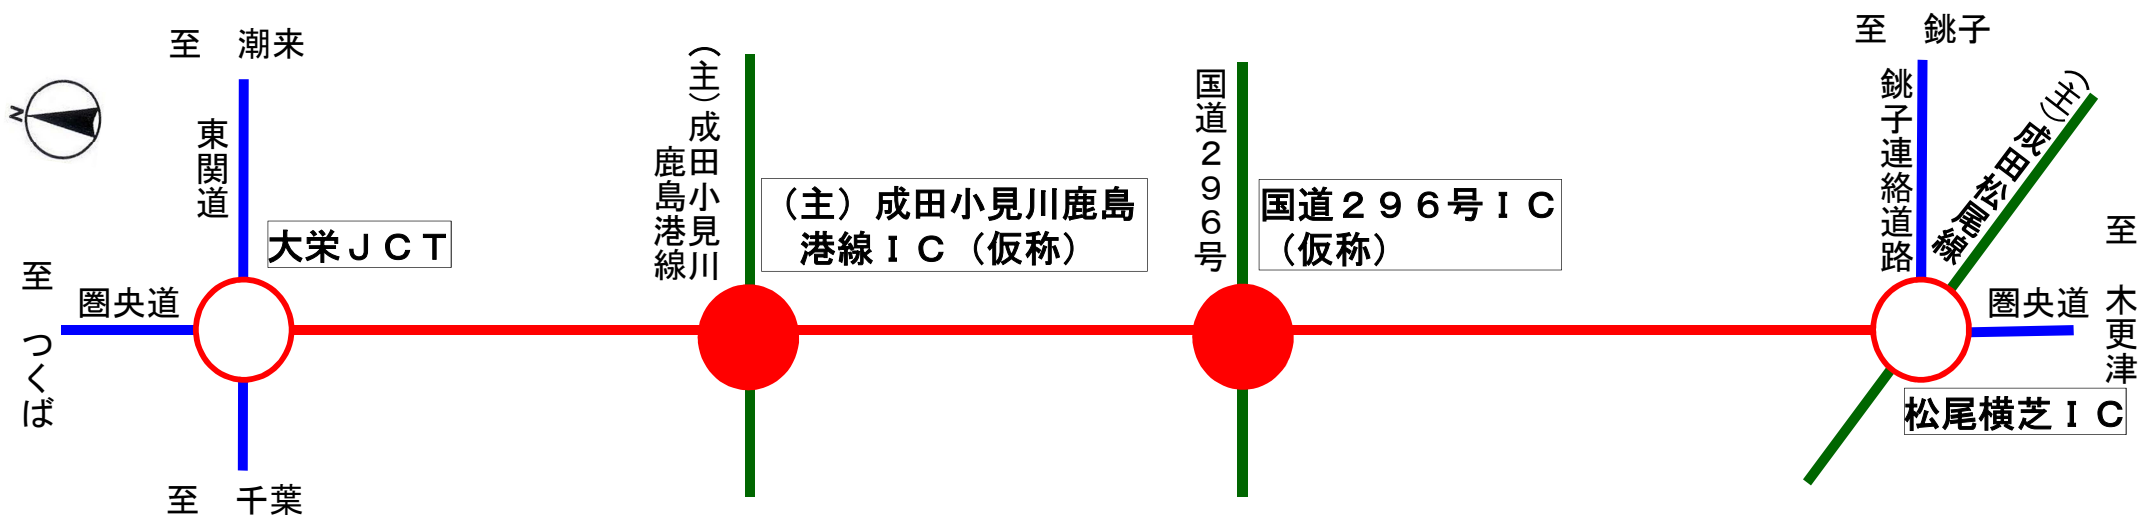 N
至　潮来
東関道
大栄ＪＣＴ
至　つくば
圏央道
至　千葉
（主）成田小見川
鹿島港線
（主）成田小見川鹿島
港線ＩＣ（仮称）
国道２９６号
国道２９６号ＩＣ
（仮称）
至　銚子
銚子連絡道路
（主）成田松尾線
圏央道
至　木更津
松尾横芝ＩＣ